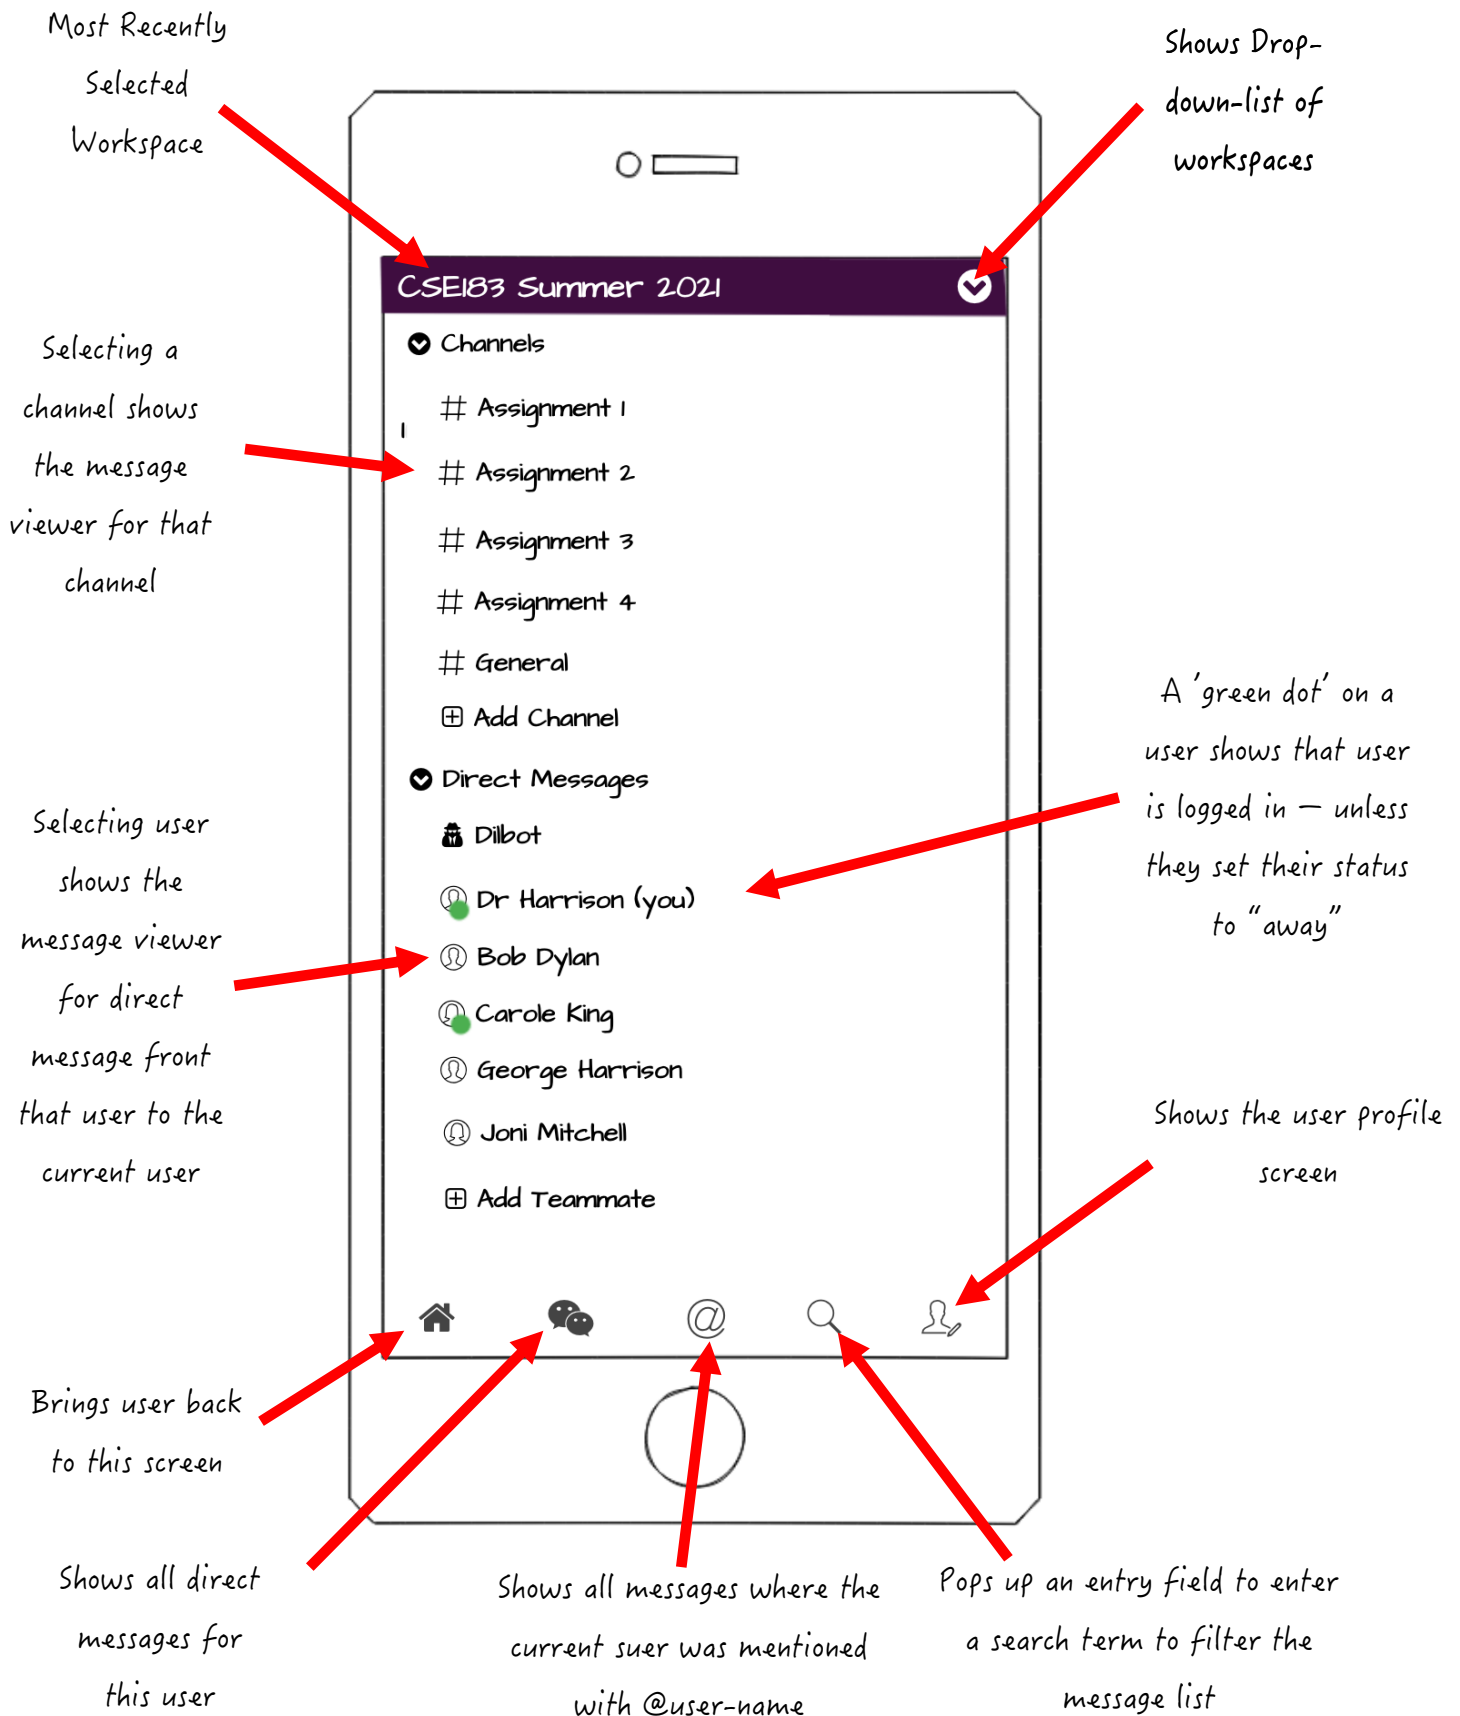 Most Recently
Selected
Workspace
Shows Drop-
down-list of
workspaces
CSE183 Summer 2021
Channels
Selecting a
channel shows
the message
viewer for that
channel
# Assignment 1
# Assignment 2
# Assignment 3
# Assignment 4
# General
Add Channel
Direct Messages
Dilbot
Dr Harrison (you)
Bob Dylan
Carole King
George Harrison
Joni Mitchell
Add Teammate
A 'green dot' on a
user shows that user
is logged in – unless
they set their status
to “away”
Selecting user
shows the
message viewer
for direct
message front
that user to the
current user
Shows the user profile
screen
@
Brings user back
to this screen
Shows all direct
messages for
this user
Shows all messages where the
current suer was mentioned
with @user-name
Pops up an entry field to enter
a search term to filter the
message list